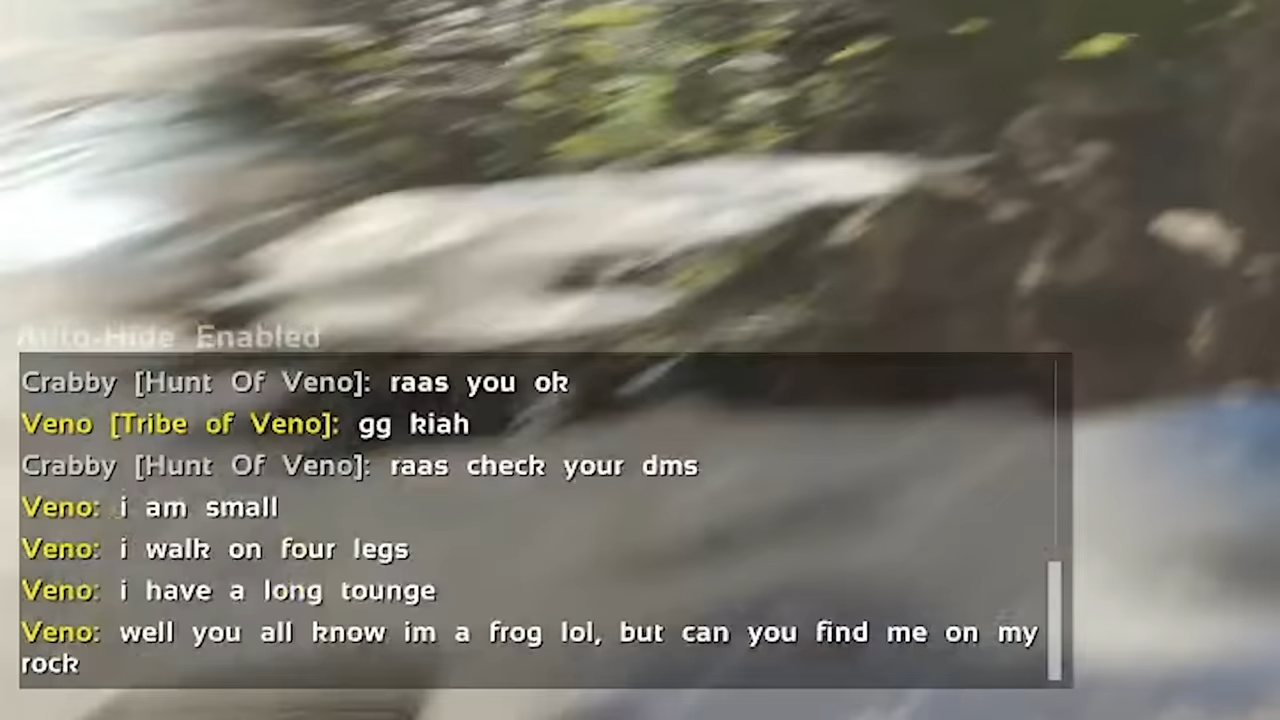 Auto-Hide Enabled
Crabby [Hunt Of Veno]: raas you ok
Veno [Tribe of Veno]: gg kiah
Crabby [Hunt Of Veno]: raas check your dms
Veno: i am small
Veno: i walk on four legs
Veno: i have a long tounge
Veno: well you all know im a frog lol, but can you find me on my
rock